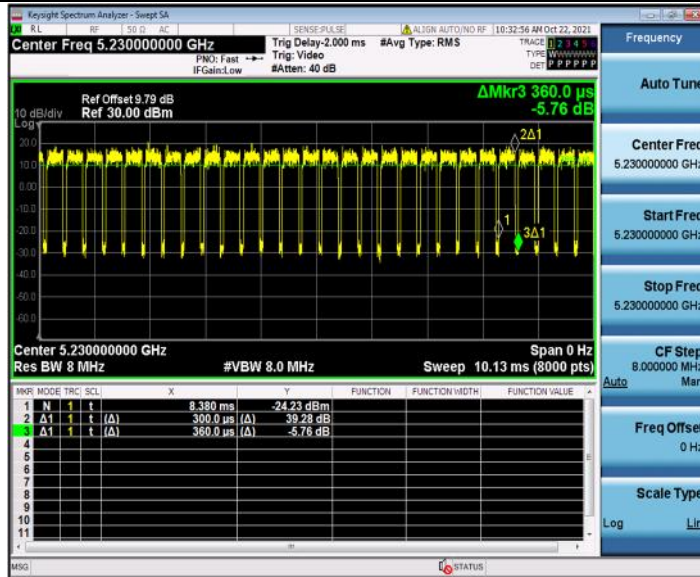 Keysight Spectrum Analyzer - Swept SA
RL RF 50 Ω AC SENSE:PULSE ALIGN AUTO/NO RF 10:32:56 AM Oct 22, 2021
Center Freq 5.230000000 GHz
PNO: Fast
IFGain:Low
Trig Delay-2.000 ms
Trig: Video
#Atten: 40 dB
#Avg Type: RMS
TRACE 1 2 3 4 5 6
TYPE
DET P P P P P P
ΔMkr3 360.0 µs
-5.76 dB
Ref Offset 9.79 dB
10 dB/div Ref 30.00 dBm
Log
20.0
10.0
0.00
-10.0
-20.0
-30.0
-40.0
-50.0
-60.0
2Δ1
1
3Δ1
Center 5.230000000 GHz Span 0 Hz
Res BW 8 MHz #VBW 8.0 MHz Sweep 10.13 ms (8000 pts)
MKR MODE TRC SCL X Y FUNCTION FUNCTION WIDTH FUNCTION VALUE
1 N 1 t 8.380 ms -24.23 dBm
2 Δ1 1 t (Δ) 300.0 µs (Δ) 39.28 dB
3 Δ1 1 t (Δ) 360.0 µs (Δ) -5.76 dB
4
5
6
7
8
9
10
11
MSG STATUS
Frequency
Auto Tune
Center Freq
5.230000000 GHz
Start Freq
5.230000000 GHz
Stop Freq
5.230000000 GHz
CF Step
8.000000 MHz
Auto Man
Freq Offset
0 Hz
Scale Type
Log Lin